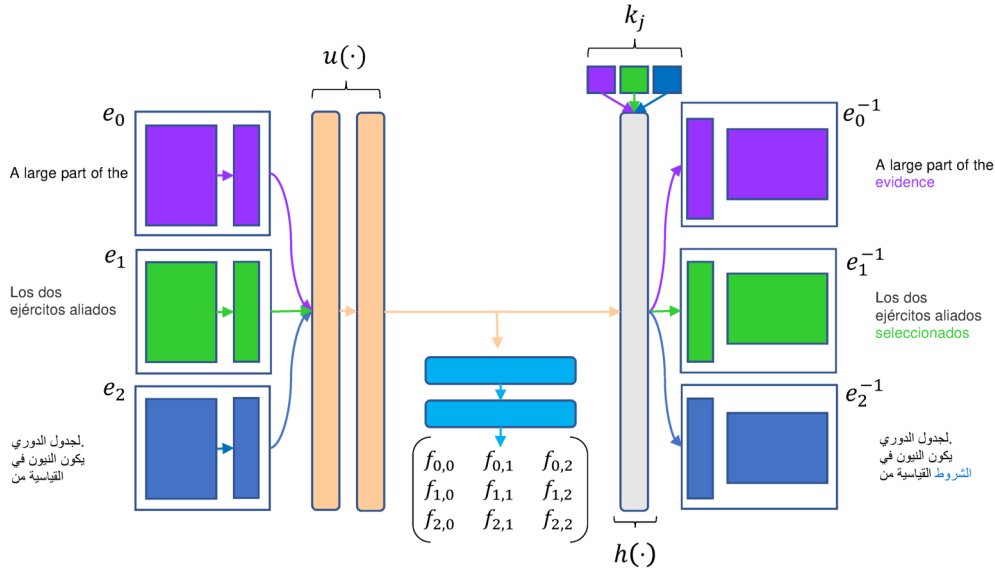 u(·)
k_j
e_0
A large part of the
e_1
Los dos
ejércitos aliados
e_2
لجدول الدوري.
يكون النيون في
القياسية من
f_{0,0} f_{0,1} f_{0,2}
f_{1,0} f_{1,1} f_{1,2}
f_{2,0} f_{2,1} f_{2,2}
h(·)
e_0^{-1}
A large part of the
evidence
e_1^{-1}
Los dos
ejércitos aliados
seleccionados
e_2^{-1}
لجدول الدوري.
يكون النيون في
الشروط القياسية من